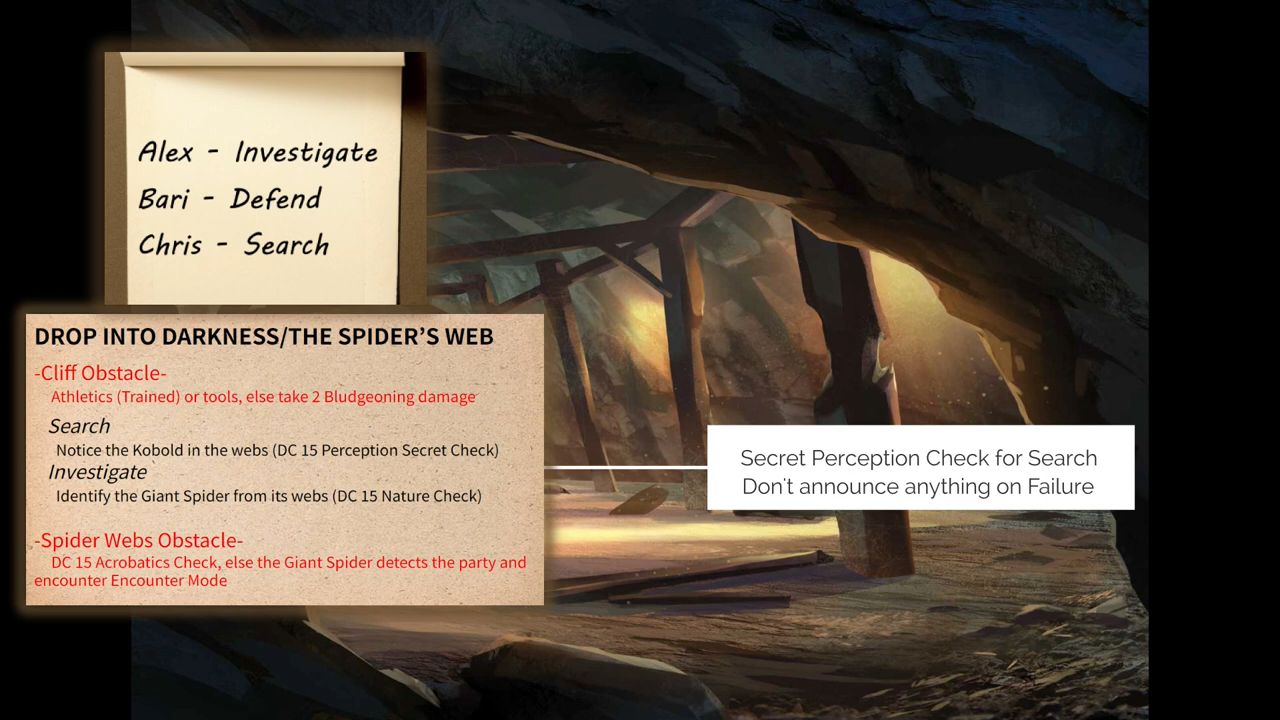 Alex - Investigate
Bari - Defend
Chris - Search
DROP INTO DARKNESS/THE SPIDER’S WEB
-Cliff Obstacle-
Athletics (Trained) or tools, else take 2 Bludgeoning damage
Search
Notice the Kobold in the webs (DC 15 Perception Secret Check)
Investigate
Identify the Giant Spider from its webs (DC 15 Nature Check)
-Spider Webs Obstacle-
DC 15 Acrobatics Check, else the Giant Spider detects the party and
encounter Encounter Mode
Secret Perception Check for Search
Don't announce anything on Failure